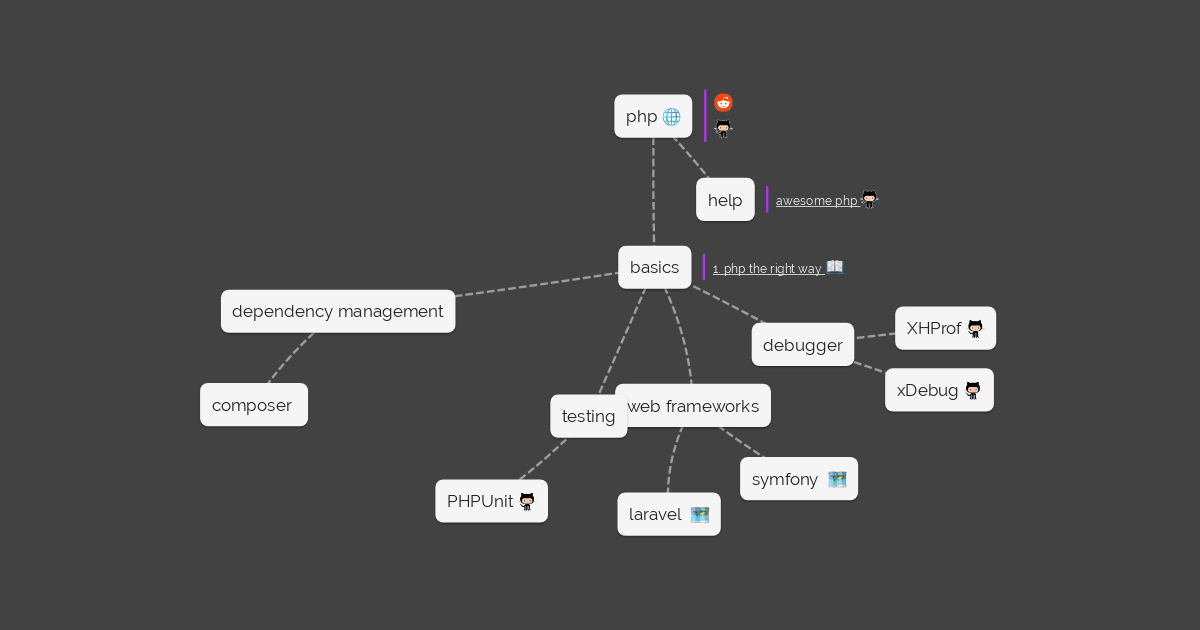 php
help
awesome php
basics
1. php the right way
dependency management
XHProf
debugger
xDebug
composer
web frameworks
testing
symfony
PHPUnit
laravel